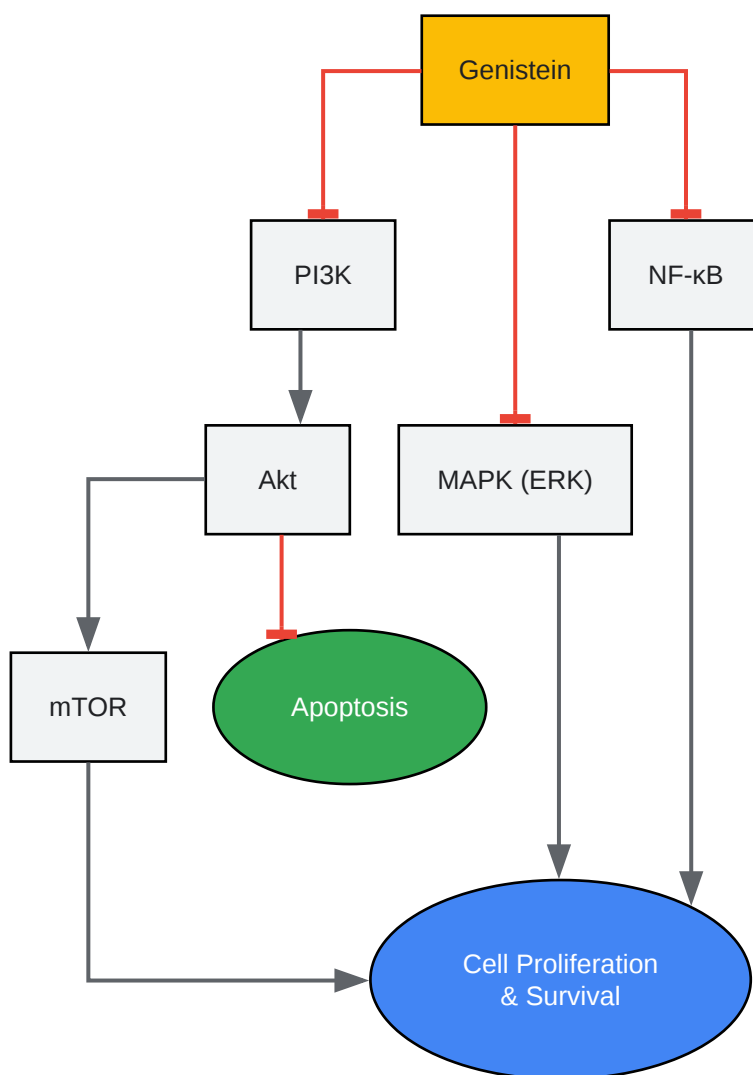 Genistein
PI3K
NF-κB
Akt
MAPK (ERK)
mTOR
Apoptosis
Cell Proliferation
& Survival